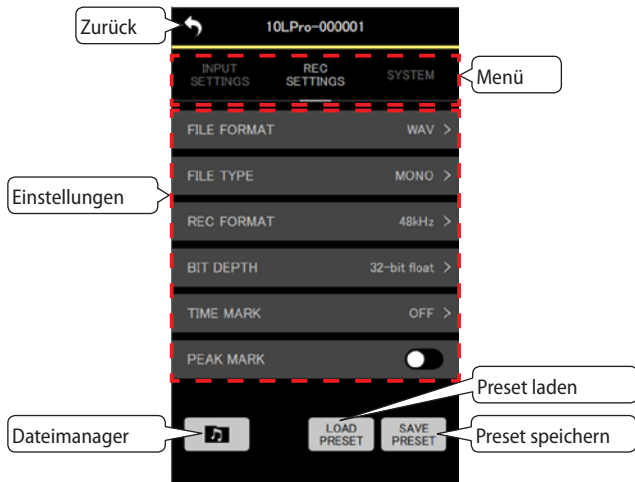 Zurück
10LPro-000001
INPUT
SETTINGS
REC
SETTINGS
SYSTEM
Menü
FILE FORMAT WAV >
FILE TYPE MONO >
Einstellungen
REC FORMAT 48kHz >
BIT DEPTH 32-bit float >
TIME MARK OFF >
PEAK MARK
Preset laden
Dateimanager
LOAD
PRESET
SAVE
PRESET
Preset speichern